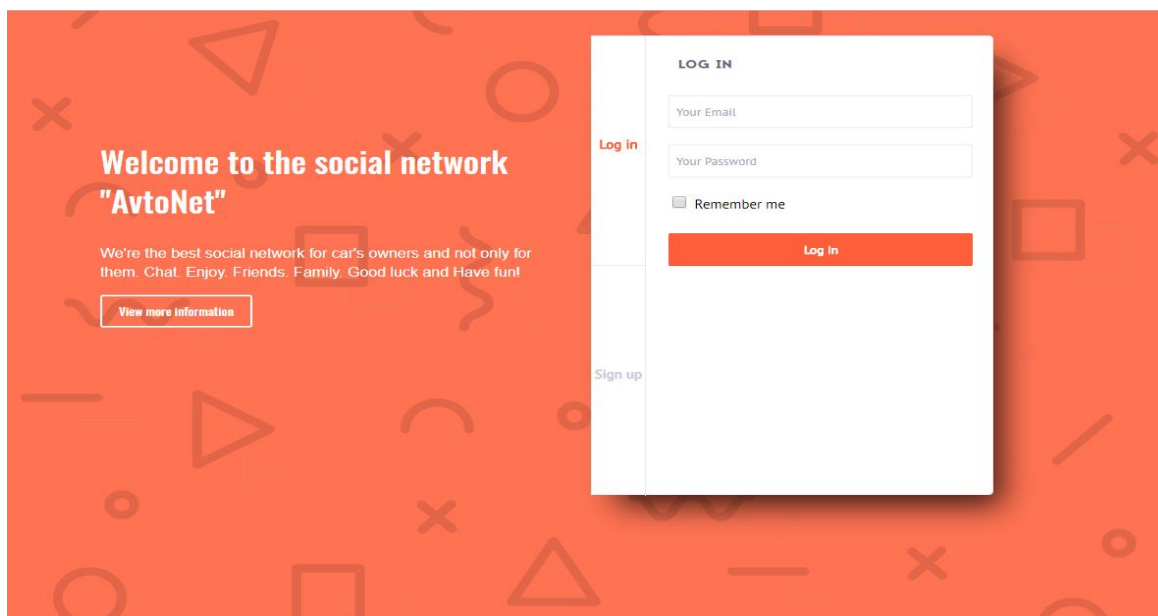 Welcome to the social network
"AvtoNet"
We're the best social network for car's owners and not only for
them. Chat. Enjoy. Friends. Family. Good luck and Have fun!
View more information
Log in
Sign up
LOG IN
Your Email
Your Password
Remember me
Log In